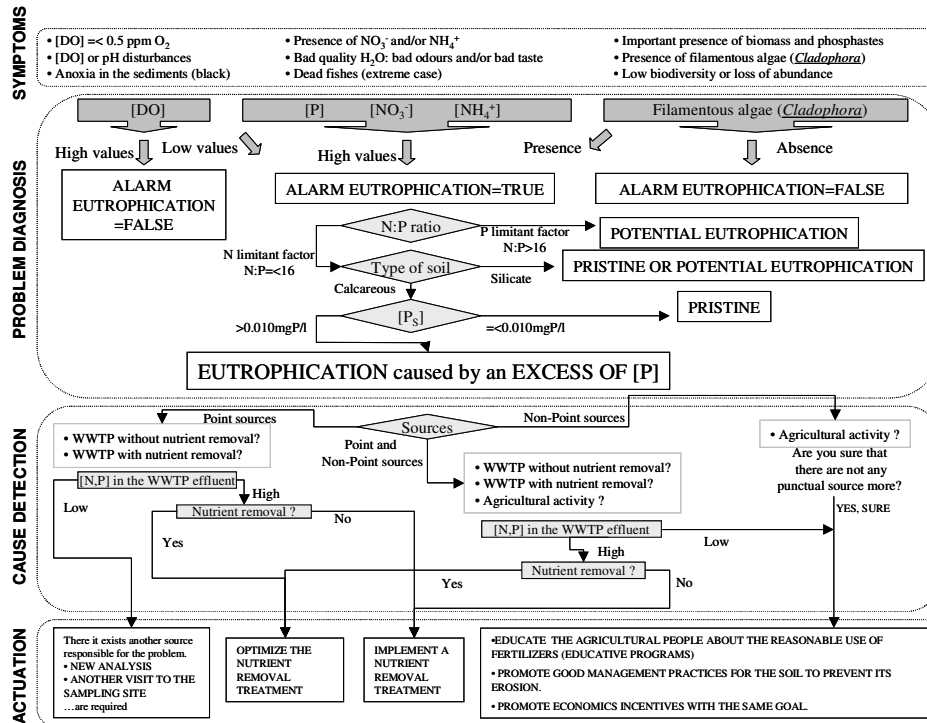 SYMPTOMS
• [DO] =< 0.5 ppm O2
• [DO] or pH disturbances
• Anoxia in the sediments (black)
• Presence of NO3- and/or NH4+
• Bad quality H2O: bad odours and/or bad taste
• Dead fishes (extreme case)
• Important presence of biomass and phosphastes
• Presence of filamentous algae (Cladophora)
• Low biodiversity or loss of abundance
PROBLEM DIAGNOSIS
[DO]
[P] [NO3-] [NH4+]
Filamentous algae (Cladophora)
High values
Low values
High values
Presence
Absence
ALARM
EUTROPHICATION
=FALSE
ALARM EUTROPHICATION=TRUE
ALARM EUTROPHICATION=FALSE
N:P ratio
P limitant factor
N:P>16
POTENTIAL EUTROPHICATION
N limitant factor
N:P=<16
Type of soil
Silicate
PRISTINE OR POTENTIAL EUTROPHICATION
Calcareous
[PS]
>0.010mgP/l
=<0.010mgP/l
PRISTINE
EUTROPHICATION caused by an EXCESS OF [P]
CAUSE DETECTION
Sources
Point sources
Non-Point sources
Point and
Non-Point sources
• WWTP without nutrient removal?
• WWTP with nutrient removal?
[N,P] in the WWTP effluent
Low
High
Nutrient removal ?
Yes
No
• WWTP without nutrient removal?
• WWTP with nutrient removal?
• Agricultural activity ?
[N,P] in the WWTP effluent
Low
High
Nutrient removal ?
Yes
No
• Agricultural activity ?
Are you sure that
there are not any
punctual source more?
YES, SURE
ACTUATION
There it exists another source
responsible for the problem.
• NEW ANALYSIS
• ANOTHER VISIT TO THE
SAMPLING SITE
…are required
OPTIMIZE THE
NUTRIENT
REMOVAL
TREATMENT
IMPLEMENT A
NUTRIENT
REMOVAL
TREATMENT
•EDUCATE THE AGRICULTURAL PEOPLE ABOUT THE REASONABLE USE OF
FERTILIZERS (EDUCATIVE PROGRAMS)
• PROMOTE GOOD MANAGEMENT PRACTICES FOR THE SOIL TO PREVENT ITS
EROSION.
• PROMOTE ECONOMICS INCENTIVES WITH THE SAME GOAL.